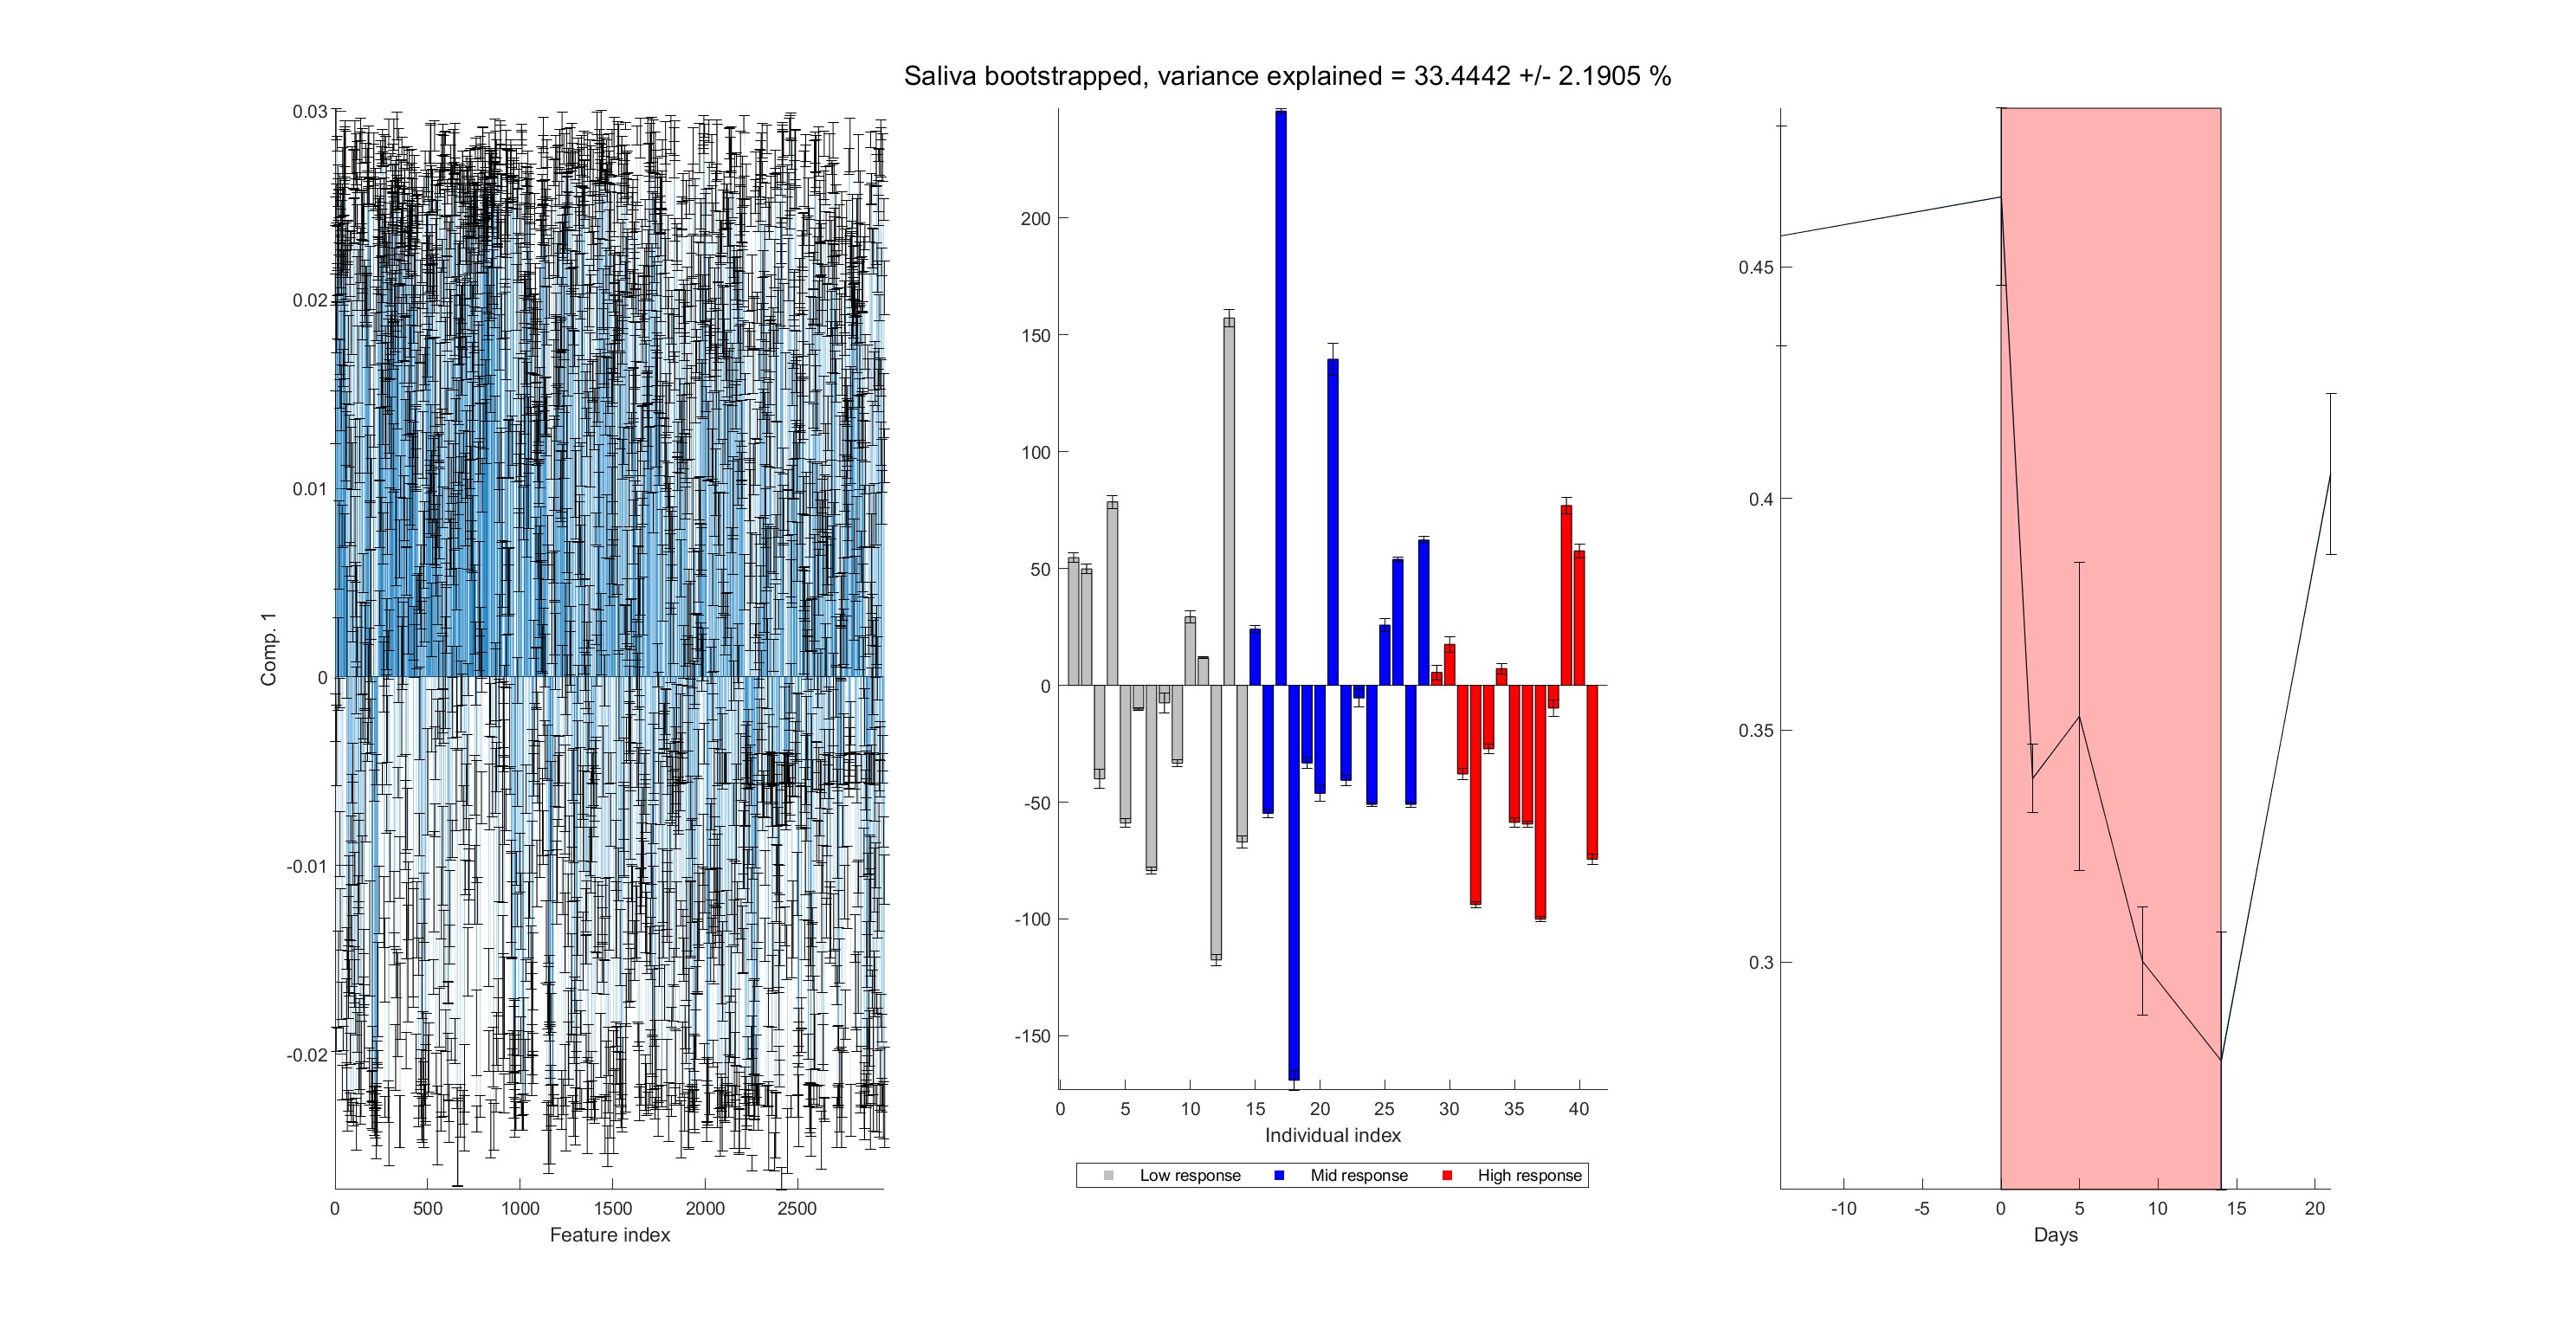 Saliva bootstrapped, variance explained = 33.4442 +/- 2.1905 %
Comp. 1
0.03
0.02
0.01
0
-0.01
-0.02
0 500 1000 1500 2000 2500
Feature index
200
150
100
50
0
-50
-100
-150
0 5 10 15 20 25 30 35 40
Individual index
Low response Mid response High response
0.45
0.4
0.35
0.3
-10 -5 0 5 10 15 20
Days